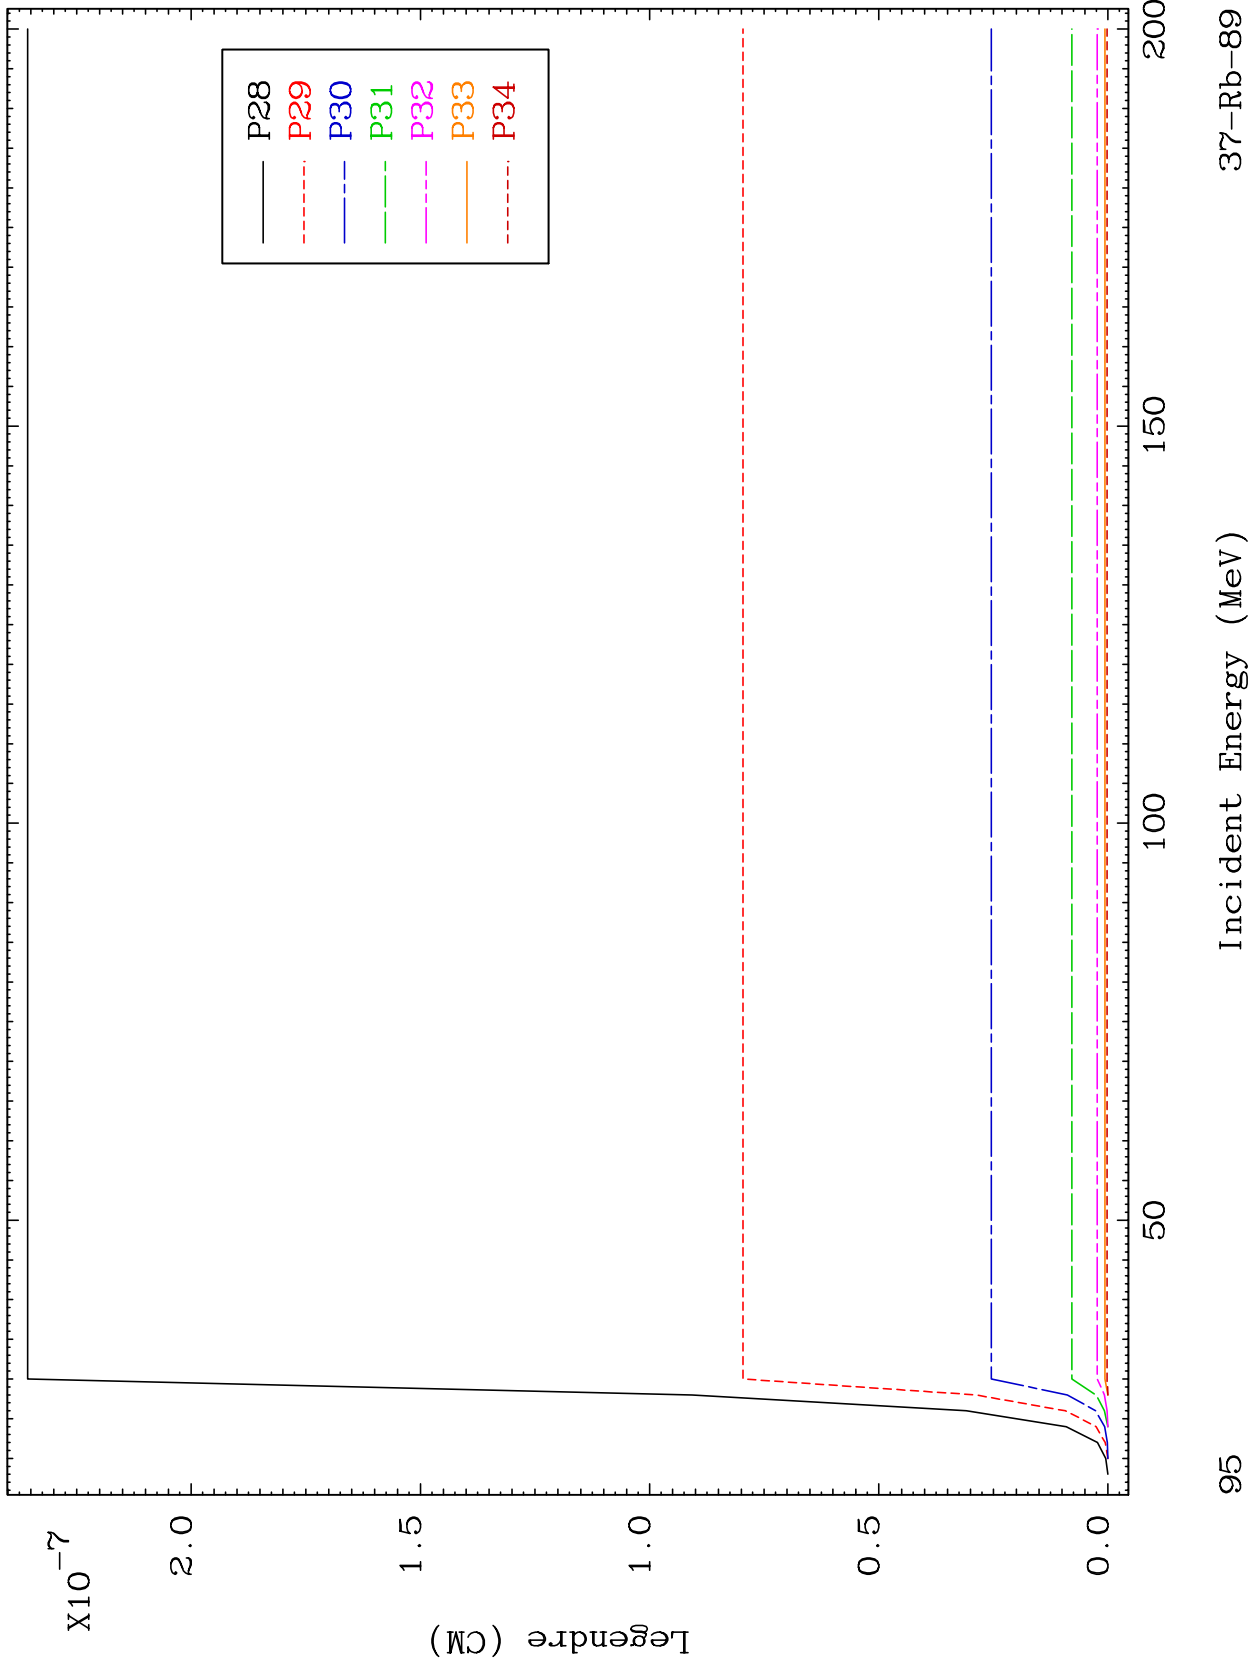 X10-7
2.0
1.5
1.0
0.5
0.0
Legendre (CM)
P28
P29
P30
P31
P32
P33
P34
50
100
150
200
Incident Energy (MeV)
95
37-Rb-89